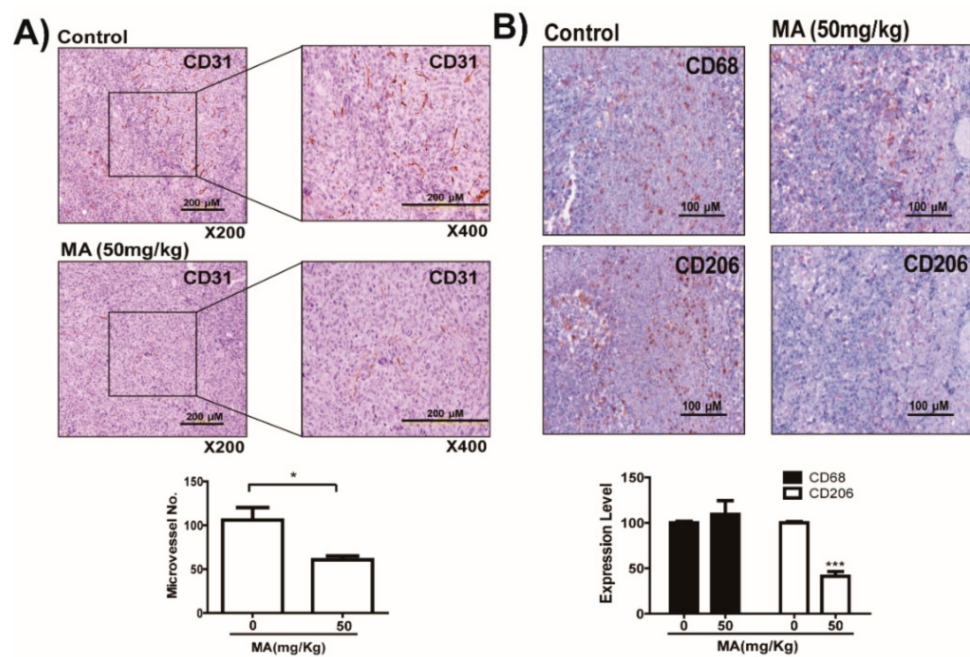 A)
Control
CD31
200 µM
X200
CD31
200 µM
X400
MA (50mg/kg)
CD31
200 µM
X200
CD31
200 µM
X400
*
Microvessel No.
150
100
50
0
0
50
MA(mg/Kg)
B)
Control
MA (50mg/kg)
CD68
100 µM
100 µM
CD206
100 µM
CD206
100 µM
CD68
CD206
Expression Level
150
100
50
0
***
0
50
0
50
MA(mg/Kg)